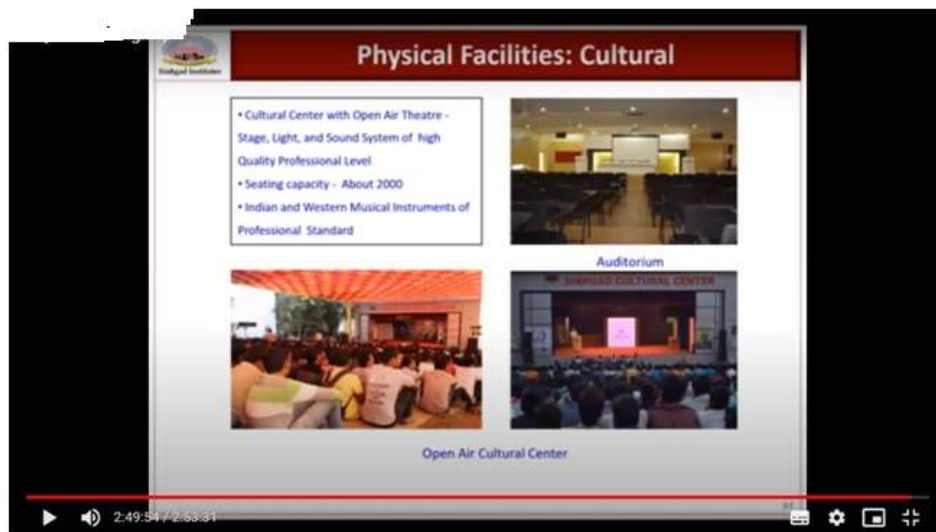 Sinhgad Institutes
Physical Facilities: Cultural
• Cultural Center with Open Air Theatre -
Stage, Light, and Sound System of high
Quality Professional Level
• Seating capacity - About 2000
• Indian and Western Musical Instruments of
Professional Standard
Auditorium
SINHGAD CULTURAL CENTER
Open Air Cultural Center
2:49:54 / 2:53:31